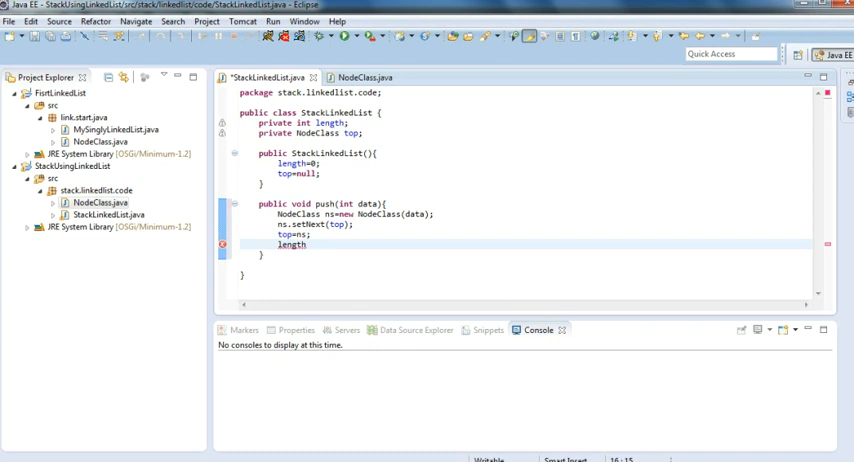 Java EE - StackUsingLinkedList/src/stack/linkedlist/code/StackLinkedList.java - Eclipse
File Edit Source Refactor Navigate Search Project Tomcat Run Window Help
Quick Access
Java EE
Project Explorer
*StackLinkedList.java
NodeClass.java
FisrtLinkedList
src
link.start.java
MySinglyLinkedList.java
NodeClass.java
JRE System Library [OSGi/Minimum-1.2]
StackUsingLinkedList
src
stack.linkedlist.code
NodeClass.java
StackLinkedList.java
JRE System Library [OSGi/Minimum-1.2]
package stack.linkedlist.code;
public class StackLinkedList {
private int length;
private NodeClass top;
public StackLinkedList(){
length=0;
top=null;
}
public void push(int data){
NodeClass ns=new NodeClass(data);
ns.setNext(top);
top=ns;
length
}
}
Markers Properties Servers Data Source Explorer Snippets Console
No consoles to display at this time.
Writable Smart Insert 16 : 15